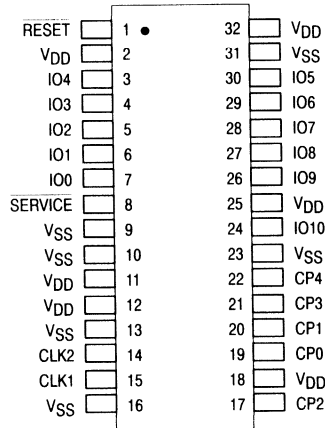 RESET 1 32 VDD
VDD 2 31 VSS
IO4 3 30 IO5
IO3 4 29 IO6
IO2 5 28 IO7
IO1 6 27 IO8
IO0 7 26 IO9
SERVICE 8 25 VDD
VSS 9 24 IO10
VSS 10 23 VSS
VDD 11 22 CP4
VDD 12 21 CP3
VSS 13 20 CP1
CLK2 14 19 CP0
CLK1 15 18 VDD
VSS 16 17 CP2